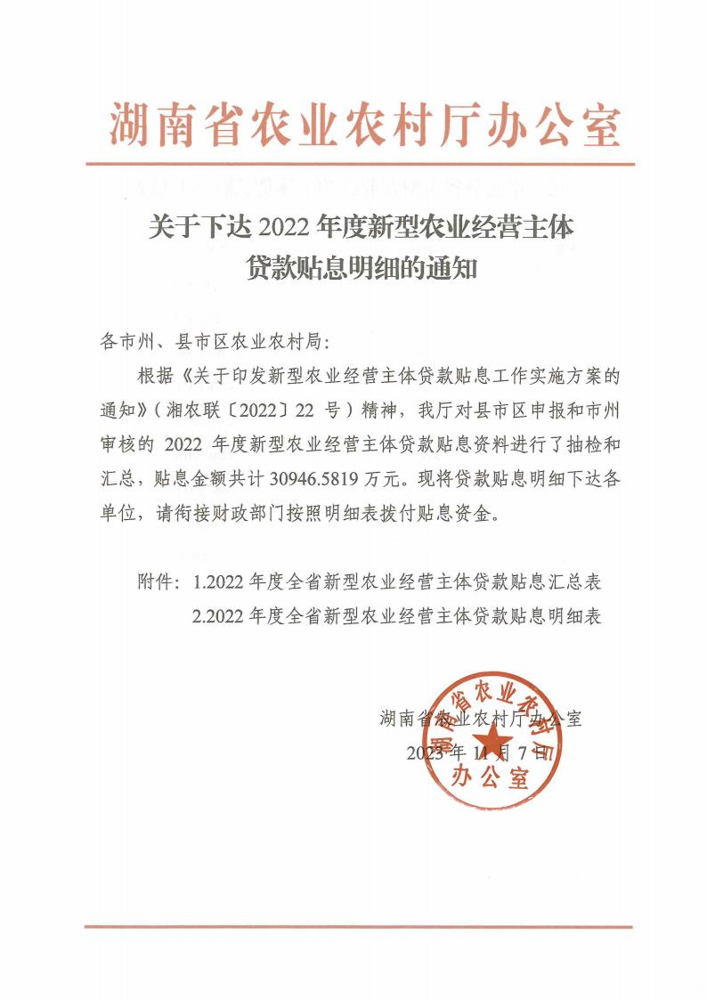 湖南省农业农村厅办公室
关于下达 2022 年度新型农业经营主体
贷款贴息明细的通知
各市州、县市区农业农村局：
根据《关于印发新型农业经营主体贷款贴息工作实施方案的
通知》（湘农联〔2022〕22 号）精神，我厅对县市区申报和市州
审核的 2022 年度新型农业经营主体贷款贴息资料进行了抽检和
汇总，贴息金额共计 30946.5819 万元。现将贷款贴息明细下达各
单位，请衔接财政部门按照明细表拨付贴息资金。
附件：1.2022 年度全省新型农业经营主体贷款贴息汇总表
2.2022 年度全省新型农业经营主体贷款贴息明细表
湖南省农业农村厅办公室
2023 年 11 月 7 日
湖南省农业农村厅
办公室